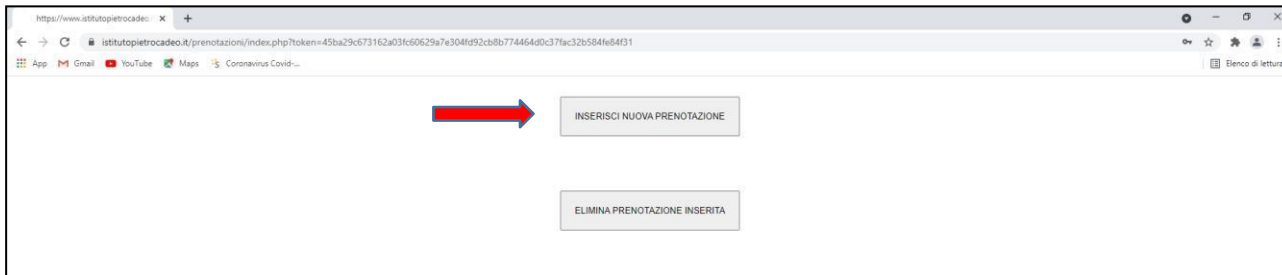 https://www.istitutopietrocadeo.
istitutopietrocadeo.it/prenotazioni/index.php?token=45ba29c673162a03fc60629a7e304fd92cb8b774464d0c37fac32b584fe84f31
App Gmail YouTube Maps Coronavirus Covid-... Elenco di lettura
INSERISCI NUOVA PRENOTAZIONE
ELIMINA PRENOTAZIONE INSERITA